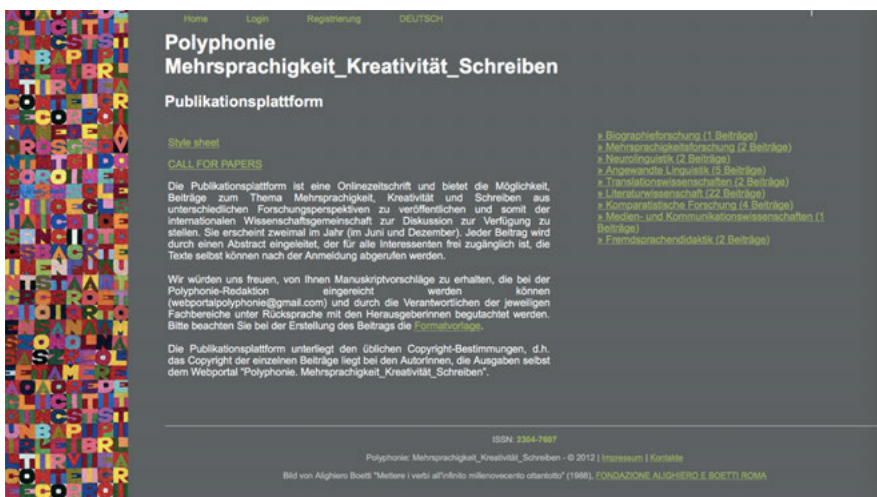 Home Login Registrierung DEUTSCH
Polyphonie
Mehrsprachigkeit_Kreativität_Schreiben
Publikationsplattform
Style sheet
CALL FOR PAPERS
Die Publikationsplattform ist eine Onlinezeitschrift und bietet die Möglichkeit,
Beiträge zum Thema Mehrsprachigkeit, Kreativität und Schreiben aus
unterschiedlichen Forschungsperspektiven zu veröffentlichen und somit der
internationalen Wissenschaftsgemeinschaft zur Diskussion zur Verfügung zu
stellen. Sie erscheint zweimal im Jahr (im Juni und Dezember). Jeder Beitrag wird
durch einen Abstract eingeleitet, der für alle Interessenten frei zugänglich ist, die
Texte selbst können nach der Anmeldung abgerufen werden.
Wir würden uns freuen, von Ihnen Manuskriptvorschläge zu erhalten, die bei der
Polyphonie-Redaktion eingereicht werden können
(webportalpolyphonie@gmail.com) und durch die Verantwortlichen der jeweiligen
Fachbereiche unter Rücksprache mit den Herausgeberinnen begutachtet werden.
Bitte beachten Sie bei der Erstellung des Beitrags die Formatvorlage.
Die Publikationsplattform unterliegt den üblichen Copyright-Bestimmungen, d.h.
das Copyright der einzelnen Beiträge liegt bei den AutorInnen, die Ausgaben selbst
dem Webportal "Polyphonie. Mehrsprachigkeit_Kreativität_Schreiben".
» Biographieforschung (1 Beiträge)
» Mehrsprachigkeitsforschung (2 Beiträge)
» Neurolinguistik (2 Beiträge)
» Angewandte Linguistik (5 Beiträge)
» Translationswissenschaften (2 Beiträge)
» Literaturwissenschaft (22 Beiträge)
» Komparatistische Forschung (4 Beiträge)
» Medien- und Kommunikationswissenschaften (1
Beiträge)
» Fremdsprachendidaktik (2 Beiträge)
ISSN: 2304-7607
Polyphonie: Mehrsprachigkeit_Kreativität_Schreiben - © 2012 | Impressum | Kontakte
Bild von Alighiero Boetti "Mettere i verbi all'infinito millenovecento ottantotto" (1988), FONDAZIONE ALIGHIERO E BOETTI ROMA